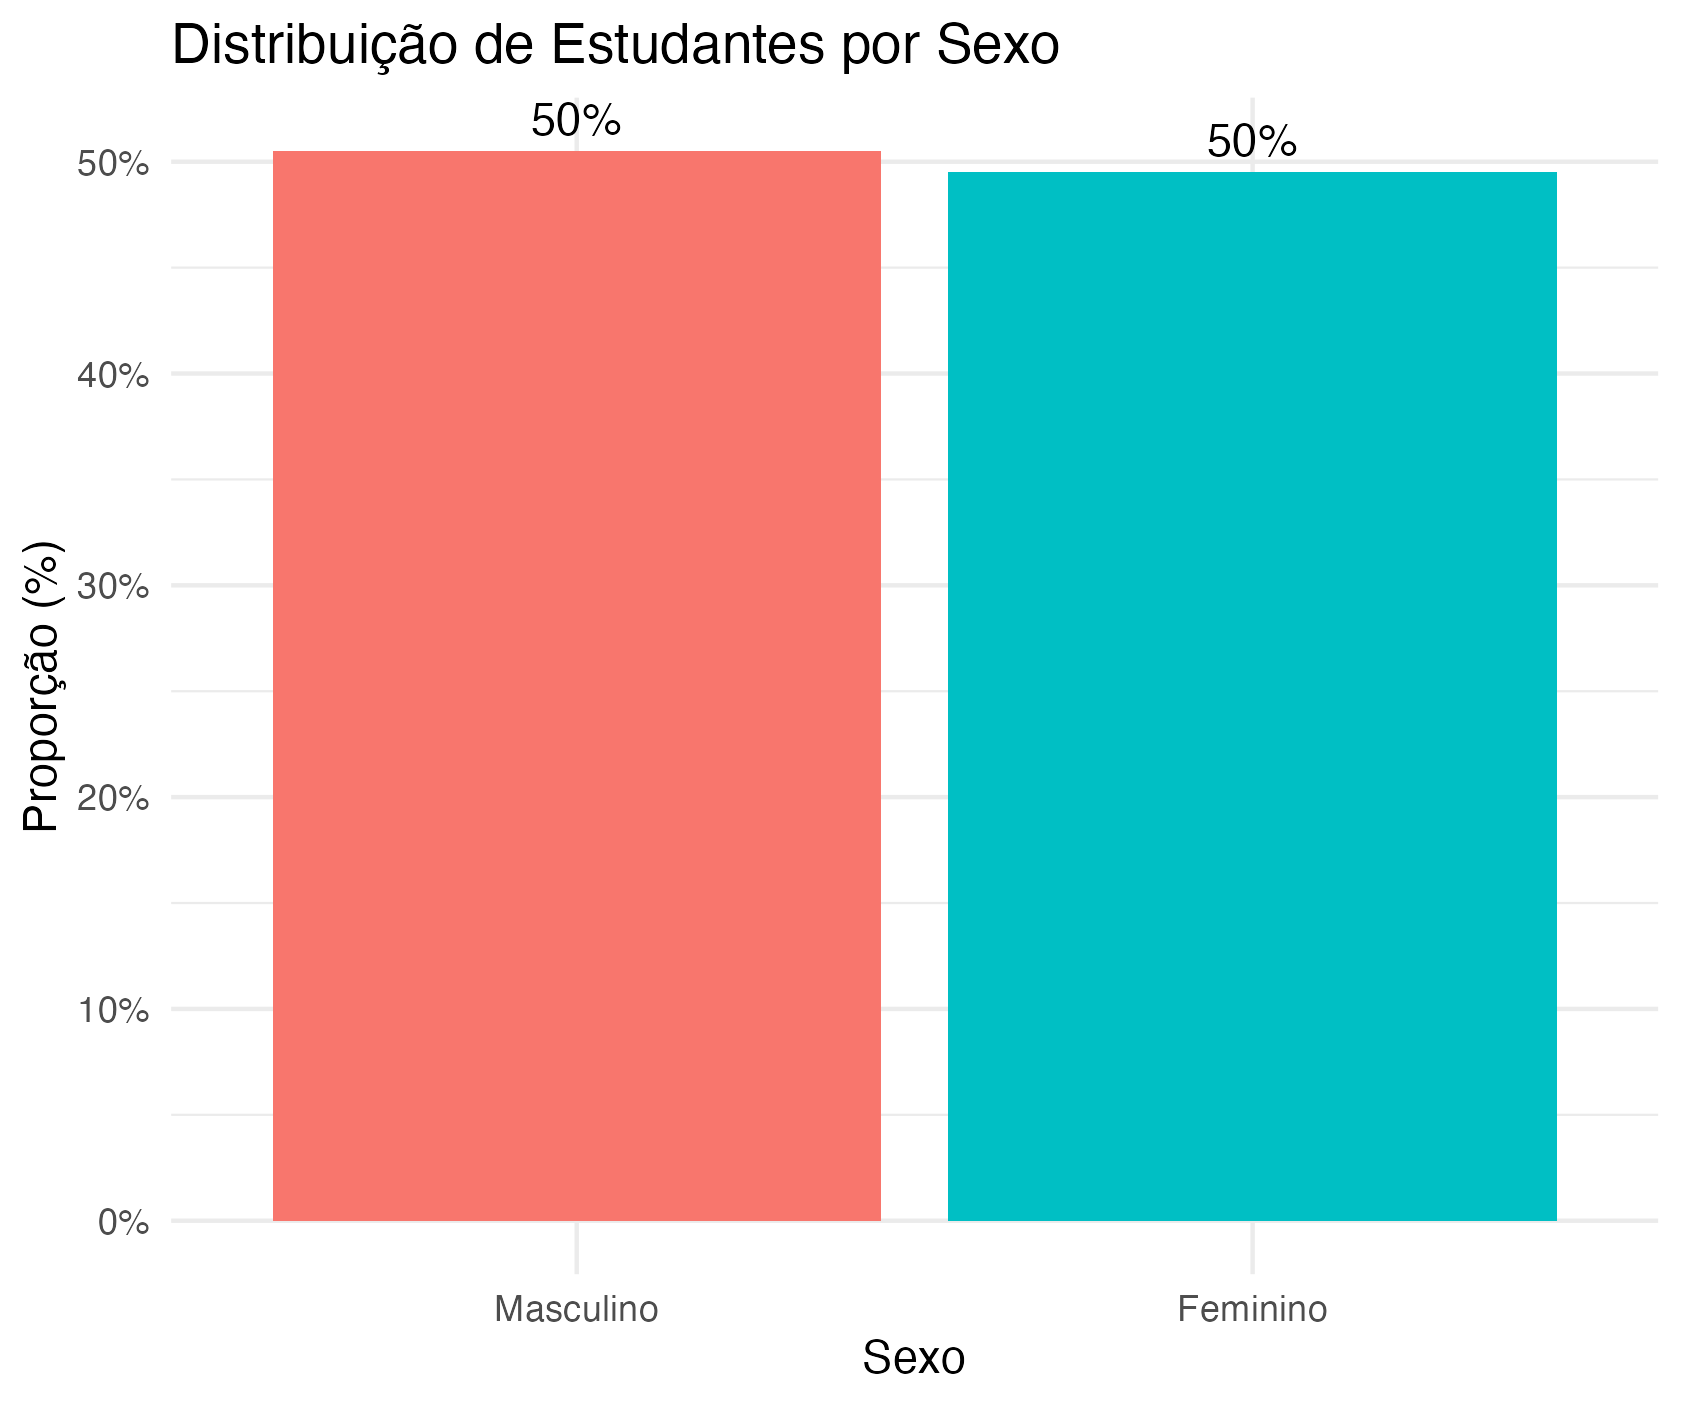 Distribuição de Estudantes por Sexo
50%
50%
50%
40%
30%
20%
10%
0%
Proporção (%)
Masculino
Feminino
Sexo